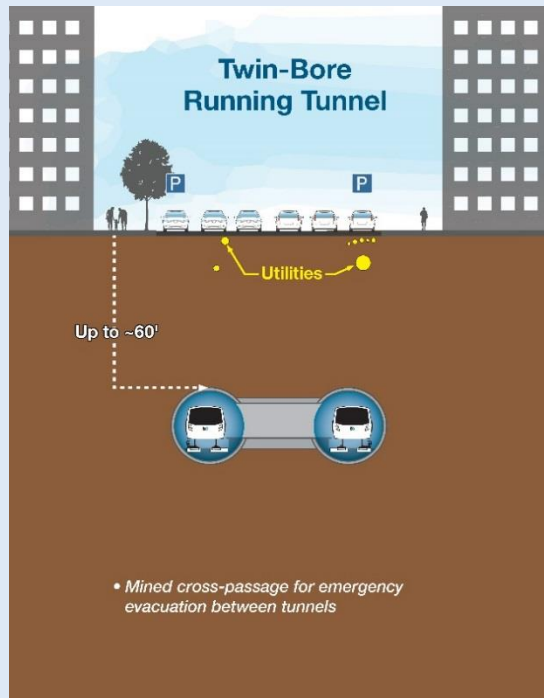 Twin-Bore
Running Tunnel
P
P
Utilities
Up to ~60'
• Mined cross-passage for emergency
evacuation between tunnels